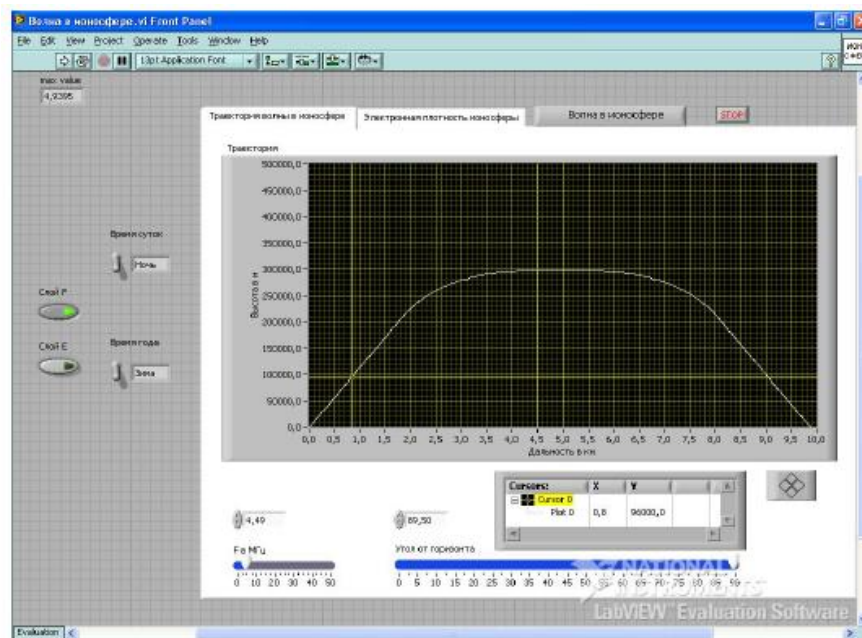 Волна в ионосфере.vi Front Panel
File Edit View Project Operate Tools Window Help
13pt Application Font
max value
4,9395
Траектория волны в ионосфере
Электронная плотность ионосферы
Волна в ионосфере
STOP
Траектория
500000,0
450000,0
400000,0
350000,0
300000,0
250000,0
200000,0
150000,0
100000,0
50000,0
0,0
Высота в м
0,0 0,5 1,0 1,5 2,0 2,5 3,0 3,5 4,0 4,5 5,0 5,5 6,0 6,5 7,0 7,5 8,0 8,5 9,0 9,5 10,0
Дальность в км
Время суток
Ночь
Слой F
Слой E
Время года
Зима
Cursors: X Y
Cursor 0
Plot 0 0,8 96000,0
4,49
89,50
F в МГц
Угол от горизонта
0 10 20 30 40 50
0 5 10 15 20 25 30 35 40 45 50 55 60 65 70 75 80 85 90
NATIONAL INSTRUMENTS
LabVIEW Evaluation Software
Evaluation